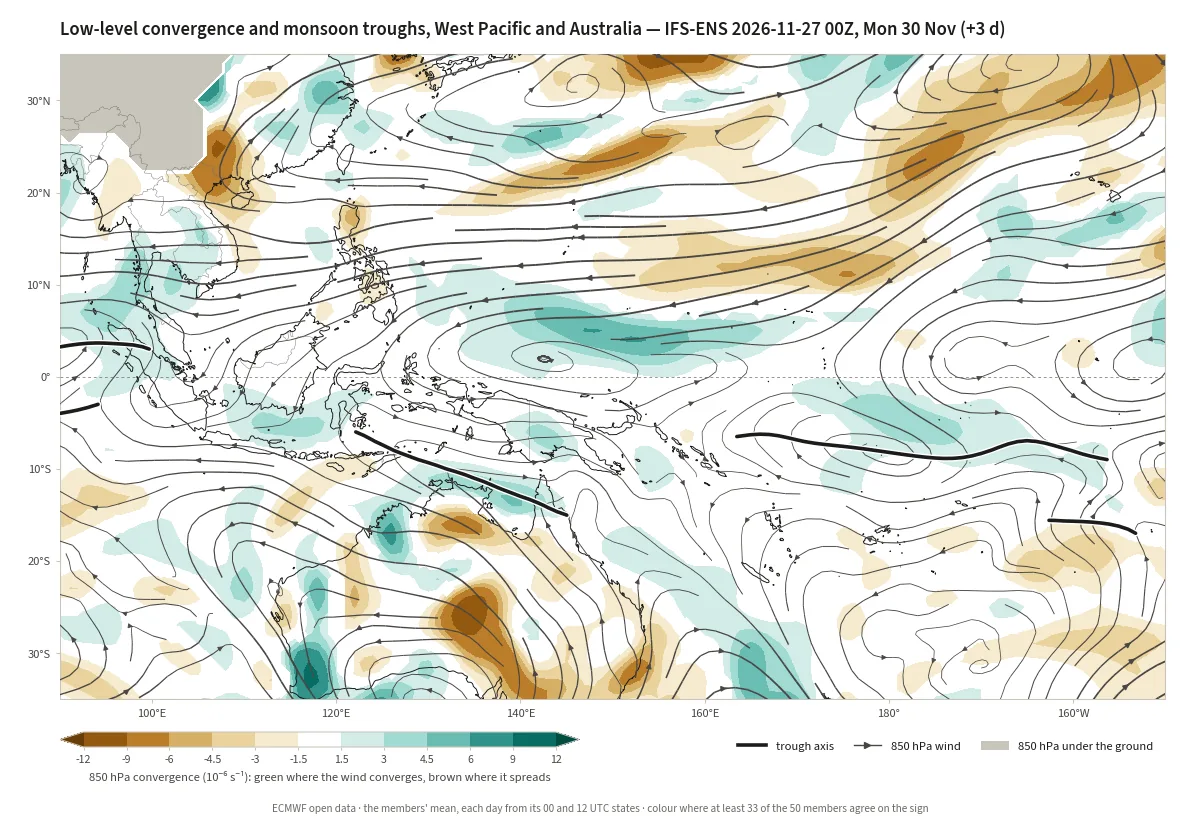 Low-level convergence and monsoon troughs, West Pacific and Australia — IFS-ENS 2026-11-27 00Z, Mon 30 Nov (+3 d)
30°N
20°N
10°N
0°
10°S
20°S
30°S
100°E 120°E 140°E 160°E 180° 160°W
-12 -9 -6 -4.5 -3 -1.5 1.5 3 4.5 6 9 12
850 hPa convergence (10⁻⁶ s⁻¹): green where the wind converges, brown where it spreads
trough axis 850 hPa wind 850 hPa under the ground
ECMWF open data · the members' mean, each day from its 00 and 12 UTC states · colour where at least 33 of the 50 members agree on the sign